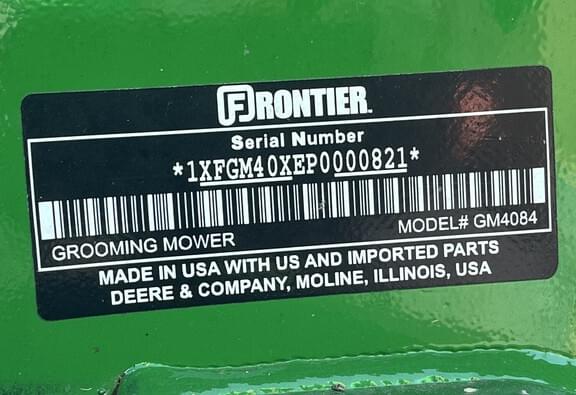 FRONTIER.
Serial Number
*1XFGM40XEP0000821*
GROOMING MOWER MODEL# GM4084
MADE IN USA WITH US AND IMPORTED PARTS
DEERE & COMPANY, MOLINE, ILLINOIS, USA